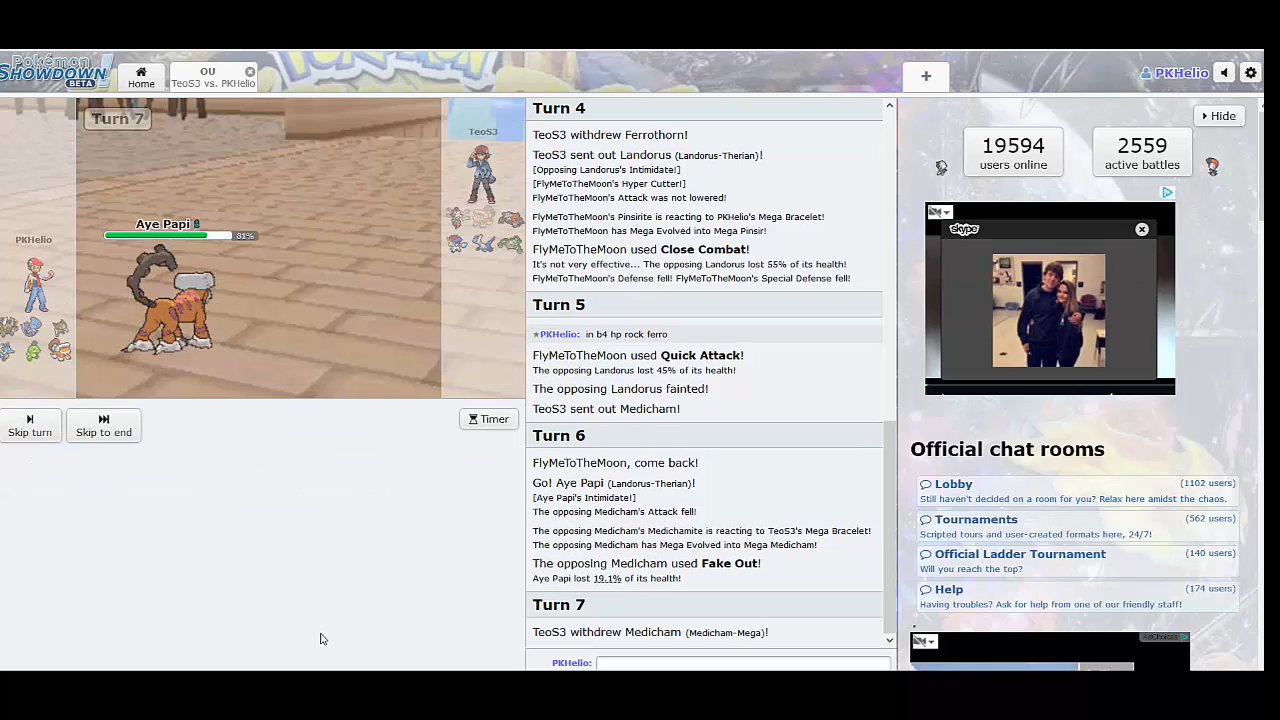 Pokémon
SHOWDOWN!
BETA
Home
OU
TeoS3 vs. PKHelio
+
PKHelio
Turn 7
TeoS3
Aye Papi
81%
PKHelio
Skip turn
Skip to end
Timer
Turn 4
TeoS3 withdrew Ferrothorn!
TeoS3 sent out Landorus (Landorus-Therian)!
[Opposing Landorus's Intimidate!]
[FlyMeToTheMoon's Hyper Cutter!]
FlyMeToTheMoon's Attack was not lowered!
FlyMeToTheMoon's Pinsirite is reacting to PKHelio's Mega Bracelet!
FlyMeToTheMoon has Mega Evolved into Mega Pinsir!
FlyMeToTheMoon used Close Combat!
It's not very effective... The opposing Landorus lost 55% of its health!
FlyMeToTheMoon's Defense fell! FlyMeToTheMoon's Special Defense fell!
Turn 5
★PKHelio: in b4 hp rock ferro
FlyMeToTheMoon used Quick Attack!
The opposing Landorus lost 45% of its health!
The opposing Landorus fainted!
TeoS3 sent out Medicham!
Turn 6
FlyMeToTheMoon, come back!
Go! Aye Papi (Landorus-Therian)!
[Aye Papi's Intimidate!]
The opposing Medicham's Attack fell!
The opposing Medicham's Medichamite is reacting to TeoS3's Mega Bracelet!
The opposing Medicham has Mega Evolved into Mega Medicham!
The opposing Medicham used Fake Out!
Aye Papi lost 19.1% of its health!
Turn 7
TeoS3 withdrew Medicham (Medicham-Mega)!
PKHelio:
Hide
19594
users online
2559
active battles
skype
Official chat rooms
Lobby
(1102 users)
Still haven't decided on a room for you? Relax here amidst the chaos.
Tournaments
(562 users)
Scripted tours and user-created formats here, 24/7!
Official Ladder Tournament
(140 users)
Will you reach the top?
Help
(174 users)
Having troubles? Ask for help from one of our friendly staff!
AdChoices